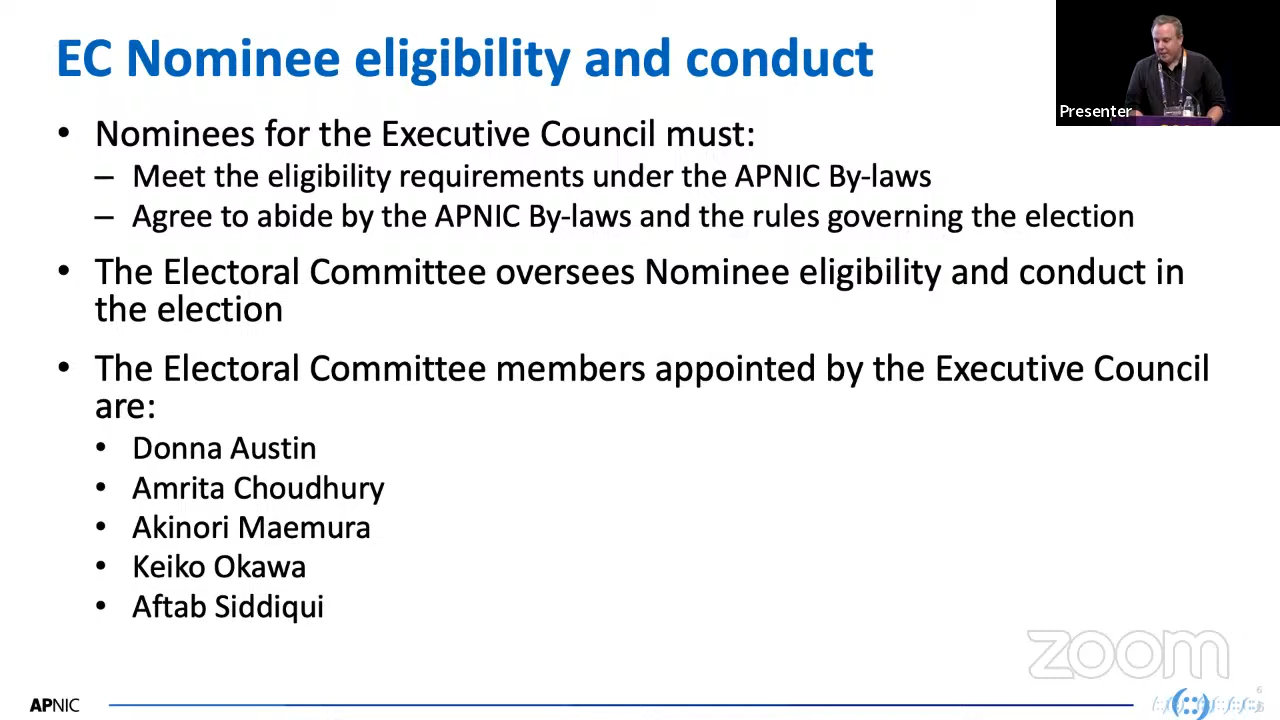 EC Nominee eligibility and conduct
Presenter
• Nominees for the Executive Council must:
– Meet the eligibility requirements under the APNIC By-laws
– Agree to abide by the APNIC By-laws and the rules governing the election
• The Electoral Committee oversees Nominee eligibility and conduct in
the election
• The Electoral Committee members appointed by the Executive Council
are:
• Donna Austin
• Amrita Choudhury
• Akinori Maemura
• Keiko Okawa
• Aftab Siddiqui
zoom
APNIC
6